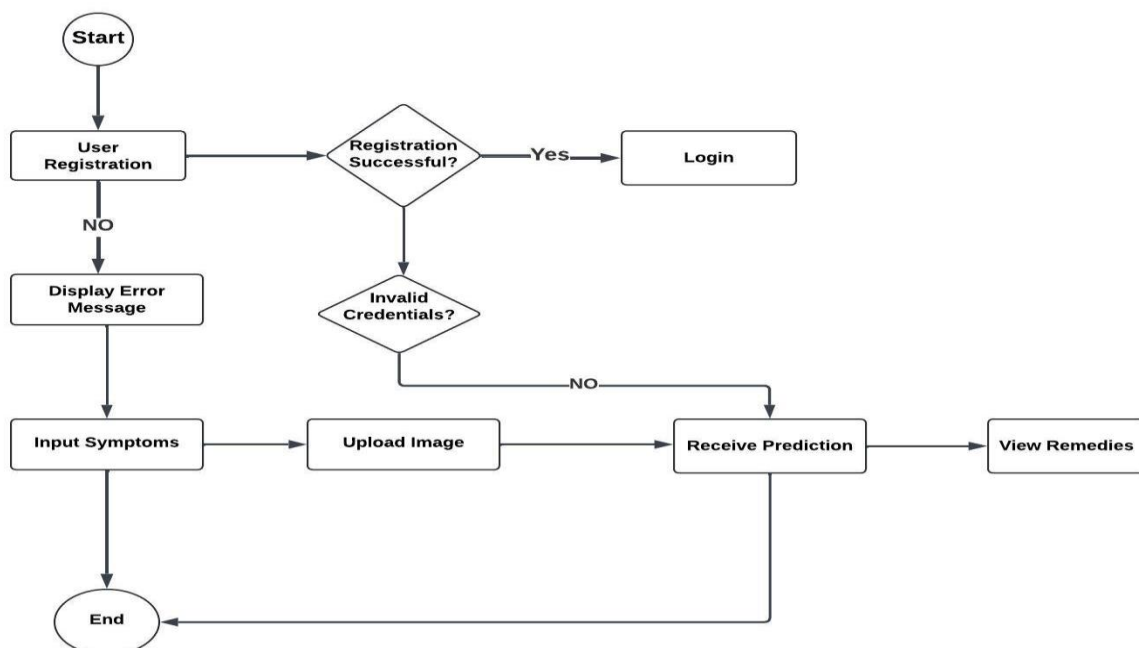 Start
User
Registration
Registration
Successful?
Yes
Login
NO
Display Error
Message
Invalid
Credentials?
NO
Input Symptoms
Upload Image
Receive Prediction
View Remedies
End